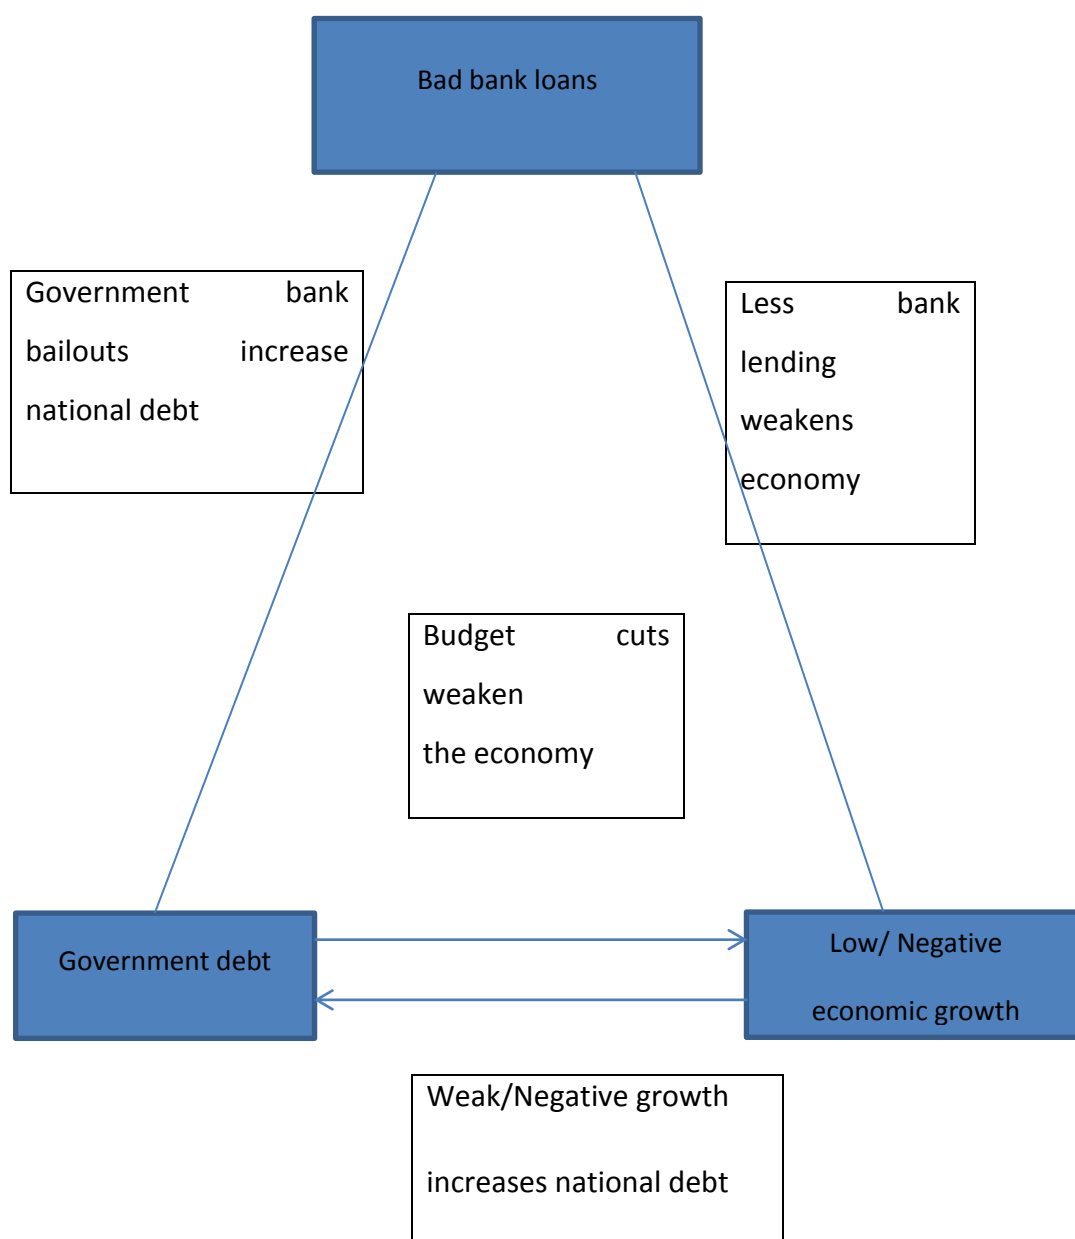 Bad bank loans
Government bank
bailouts increase
national debt
Less bank
lending
weakens
economy
Budget cuts
weaken
the economy
Government debt
Low/ Negative
economic growth
Weak/Negative growth
increases national debt